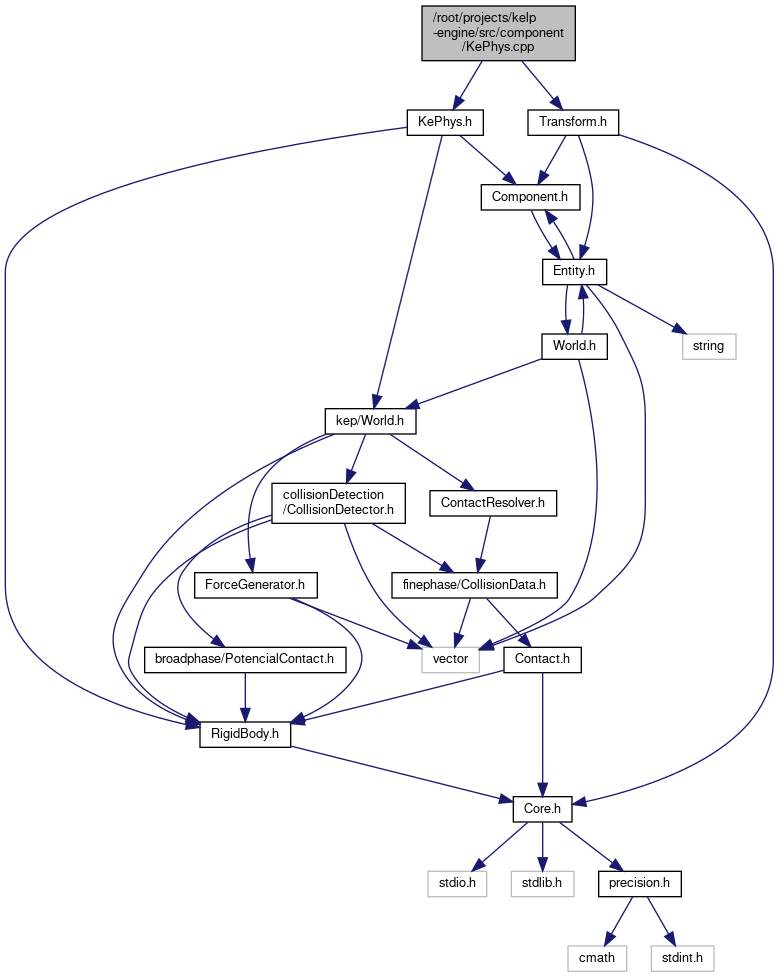 /root/projects/kelp
-engine/src/component
/KePhys.cpp
KePhys.h
Transform.h
Component.h
Entity.h
World.h
string
kep/World.h
collisionDetection
/CollisionDetector.h
ContactResolver.h
ForceGenerator.h
finephase/CollisionData.h
broadphase/PotencialContact.h
vector
Contact.h
RigidBody.h
Core.h
stdio.h
stdlib.h
precision.h
cmath
stdint.h